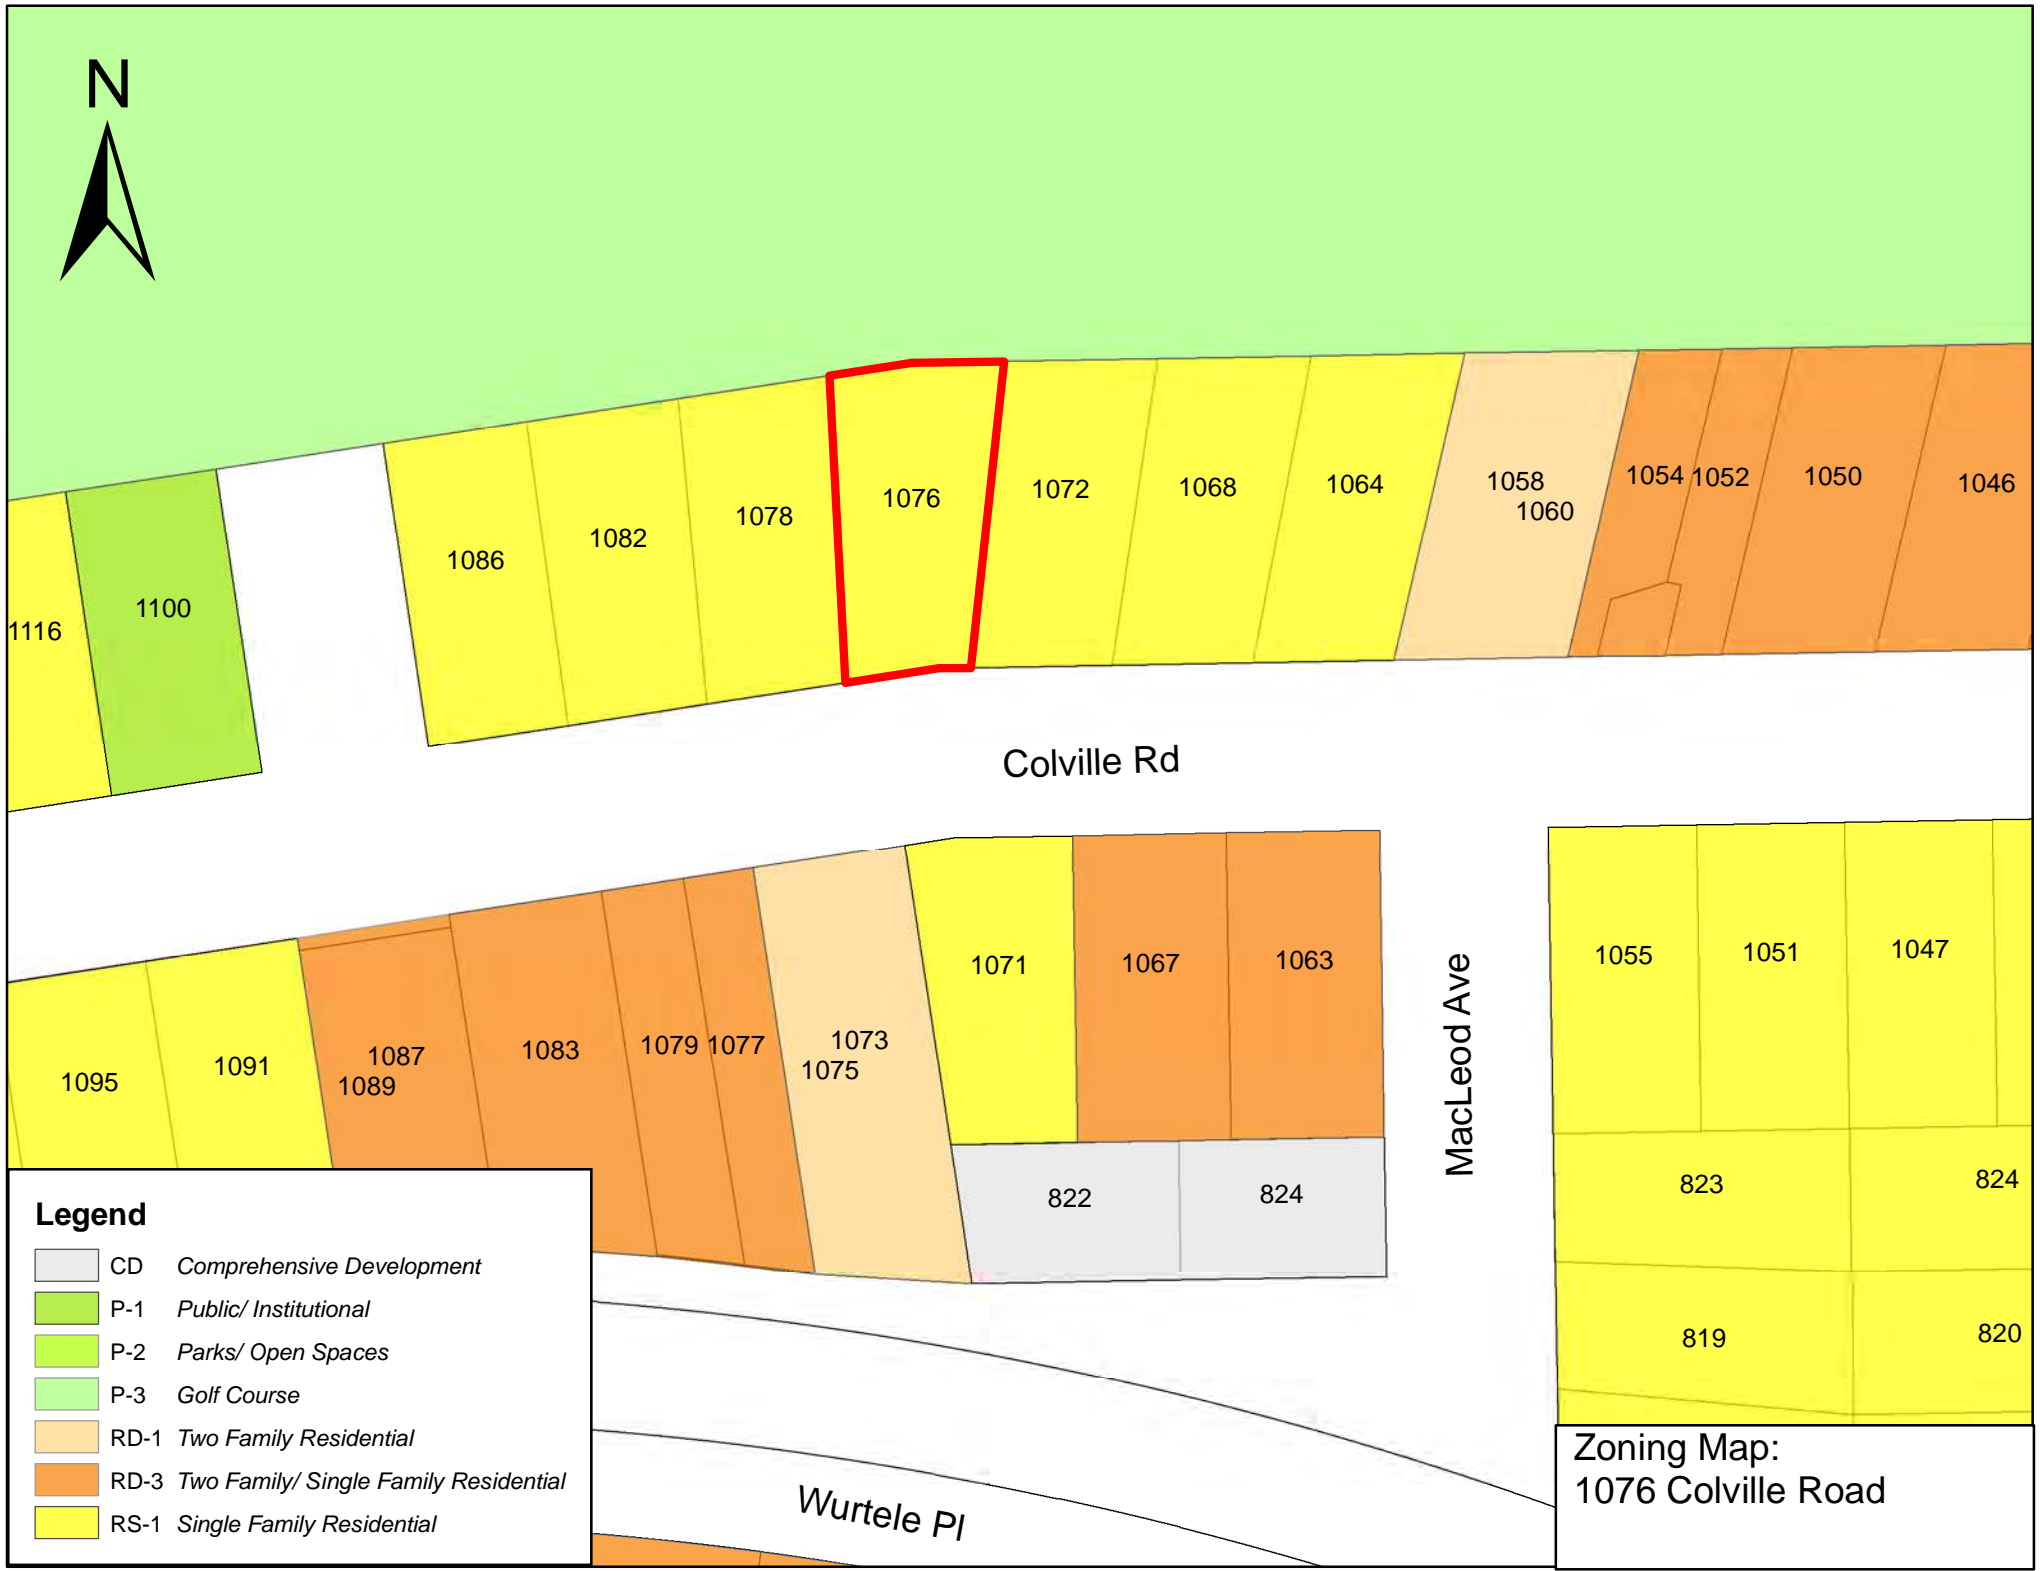 N
1116
1100
1086
1082
1078
1076
1072
1068
1064
1058
1060
1054
1052
1050
1046
Colville Rd
1095
1091
1087
1089
1083
1079
1077
1073
1075
1071
1067
1063
MacLeod Ave
1055
1051
1047
822
824
823
824
819
820
Wurtele Pl
Legend
CD Comprehensive Development
P-1 Public/ Institutional
P-2 Parks/ Open Spaces
P-3 Golf Course
RD-1 Two Family Residential
RD-3 Two Family/ Single Family Residential
RS-1 Single Family Residential
Zoning Map:
1076 Colville Road